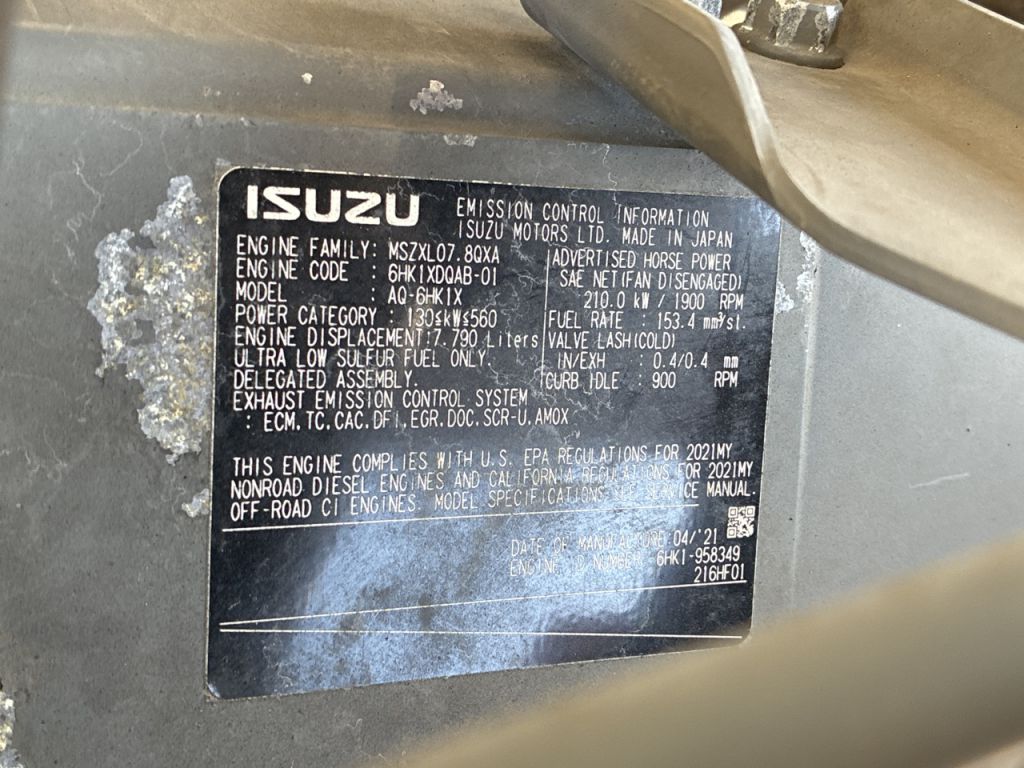 ISUZU
EMISSION CONTROL INFORMATION
ISUZU MOTORS LTD. MADE IN JAPAN
ENGINE FAMILY: MSZXL07.8QXA
ENGINE CODE : 6HK1XDQAB-01
MODEL : AQ-6HK1X
POWER CATEGORY : 130≤kW≤560
ENGINE DISPLACEMENT:7.790 Liters
ULTRA LOW SULFUR FUEL ONLY.
DELEGATED ASSEMBLY.
EXHAUST EMISSION CONTROL SYSTEM
: ECM,TC,CAC,DFI,EGR,DOC,SCR-U,AMOX
ADVERTISED HORSE POWER
SAE NET(FAN DISENGAGED)
210.0 kW / 1900 RPM
FUEL RATE : 153.4 mm³/st.
VALVE LASH(COLD)
IN/EXH : 0.4/0.4 mm
CURB IDLE : 900 RPM
THIS ENGINE COMPLIES WITH U.S. EPA REGULATIONS FOR 2021MY
NONROAD DIESEL ENGINES AND CALIFORNIA REGULATIONS FOR 2021MY
OFF-ROAD CI ENGINES. MODEL SPECIFICATIONS SEE SERVICE MANUAL.
DATE OF MANUFACTURE 04/'21
ENGINE ID NUMBER 6HK1-958349
216HF01